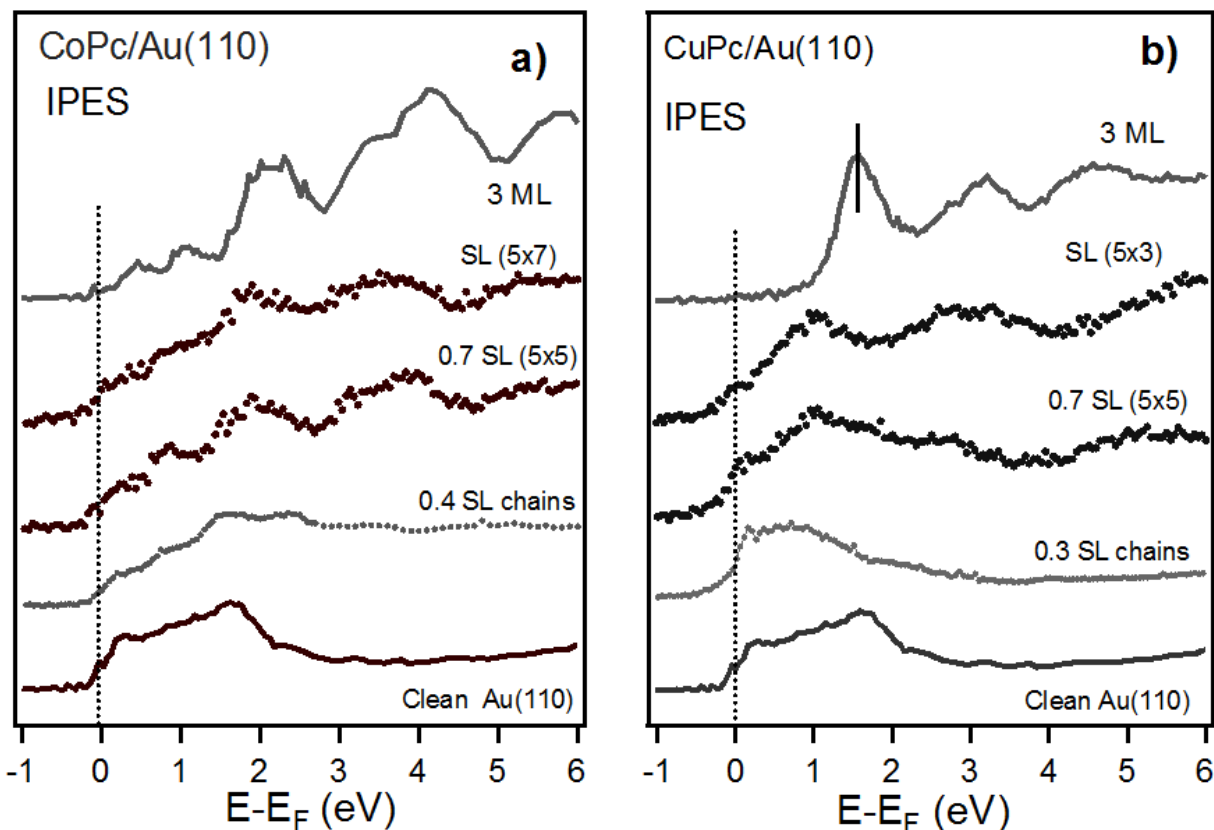 CoPc/Au(110)
a)
IPES
3 ML
SL (5x7)
0.7 SL (5x5)
0.4 SL chains
Clean Au(110)
-1 0 1 2 3 4 5 6
E-EF (eV)
CuPc/Au(110)
b)
IPES
3 ML
SL (5x3)
0.7 SL (5x5)
0.3 SL chains
Clean Au(110)
-1 0 1 2 3 4 5 6
E-EF (eV)